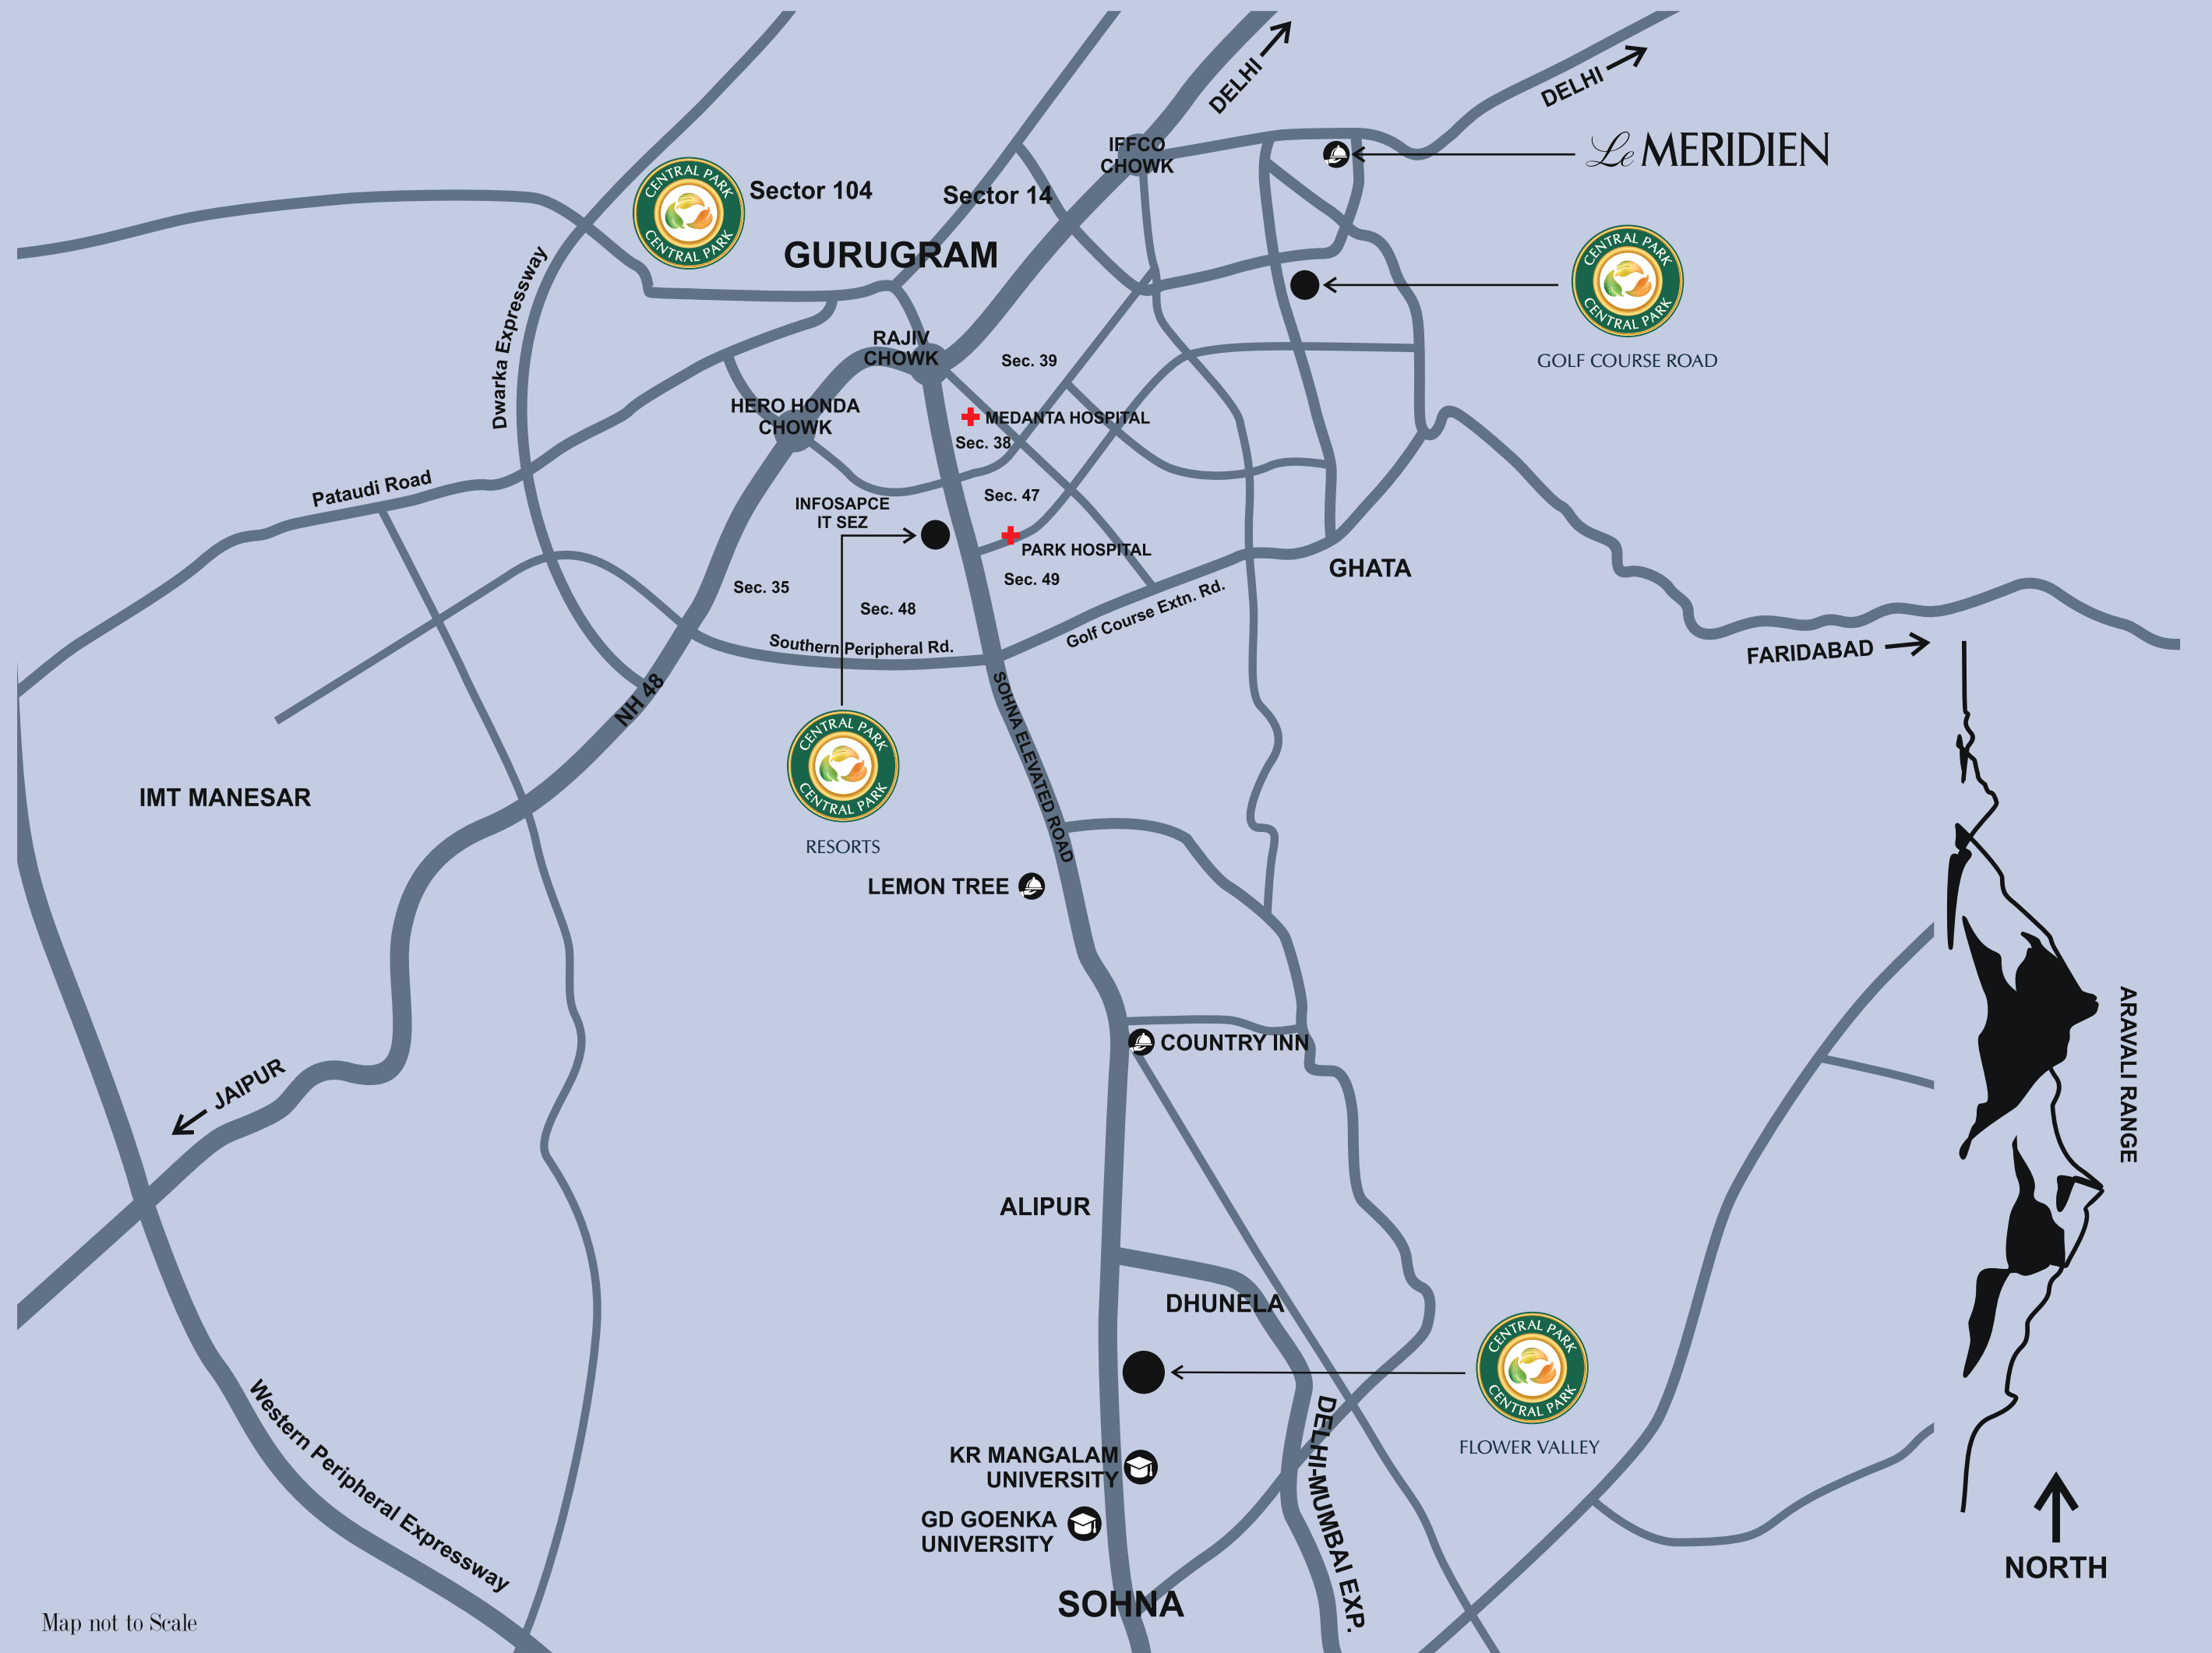 DELHI
DELHI
IFFCO
CHOWK
Le MERIDIEN
CENTRAL PARK
CENTRAL PARK
Sector 104
Sector 14
GURUGRAM
CENTRAL PARK
CENTRAL PARK
GOLF COURSE ROAD
Dwarka Expressway
RAJIV
CHOWK
Sec. 39
HERO HONDA
CHOWK
MEDANTA HOSPITAL
Sec. 38
Pataudi Road
INFOSAPCE
IT SEZ
Sec. 47
PARK HOSPITAL
Sec. 49
GHATA
Sec. 35
Sec. 48
Southern Peripheral Rd.
Golf Course Extn. Rd.
FARIDABAD
NH 48
SOHNA ELEVATED ROAD
CENTRAL PARK
CENTRAL PARK
RESORTS
IMT MANESAR
LEMON TREE
COUNTRY INN
ARAVALI RANGE
JAIPUR
ALIPUR
DHUNELA
CENTRAL PARK
CENTRAL PARK
FLOWER VALLEY
DELHI-MUMBAI EXP.
KR MANGALAM
UNIVERSITY
GD GOENKA
UNIVERSITY
Western Peripheral Expressway
SOHNA
NORTH
Map not to Scale